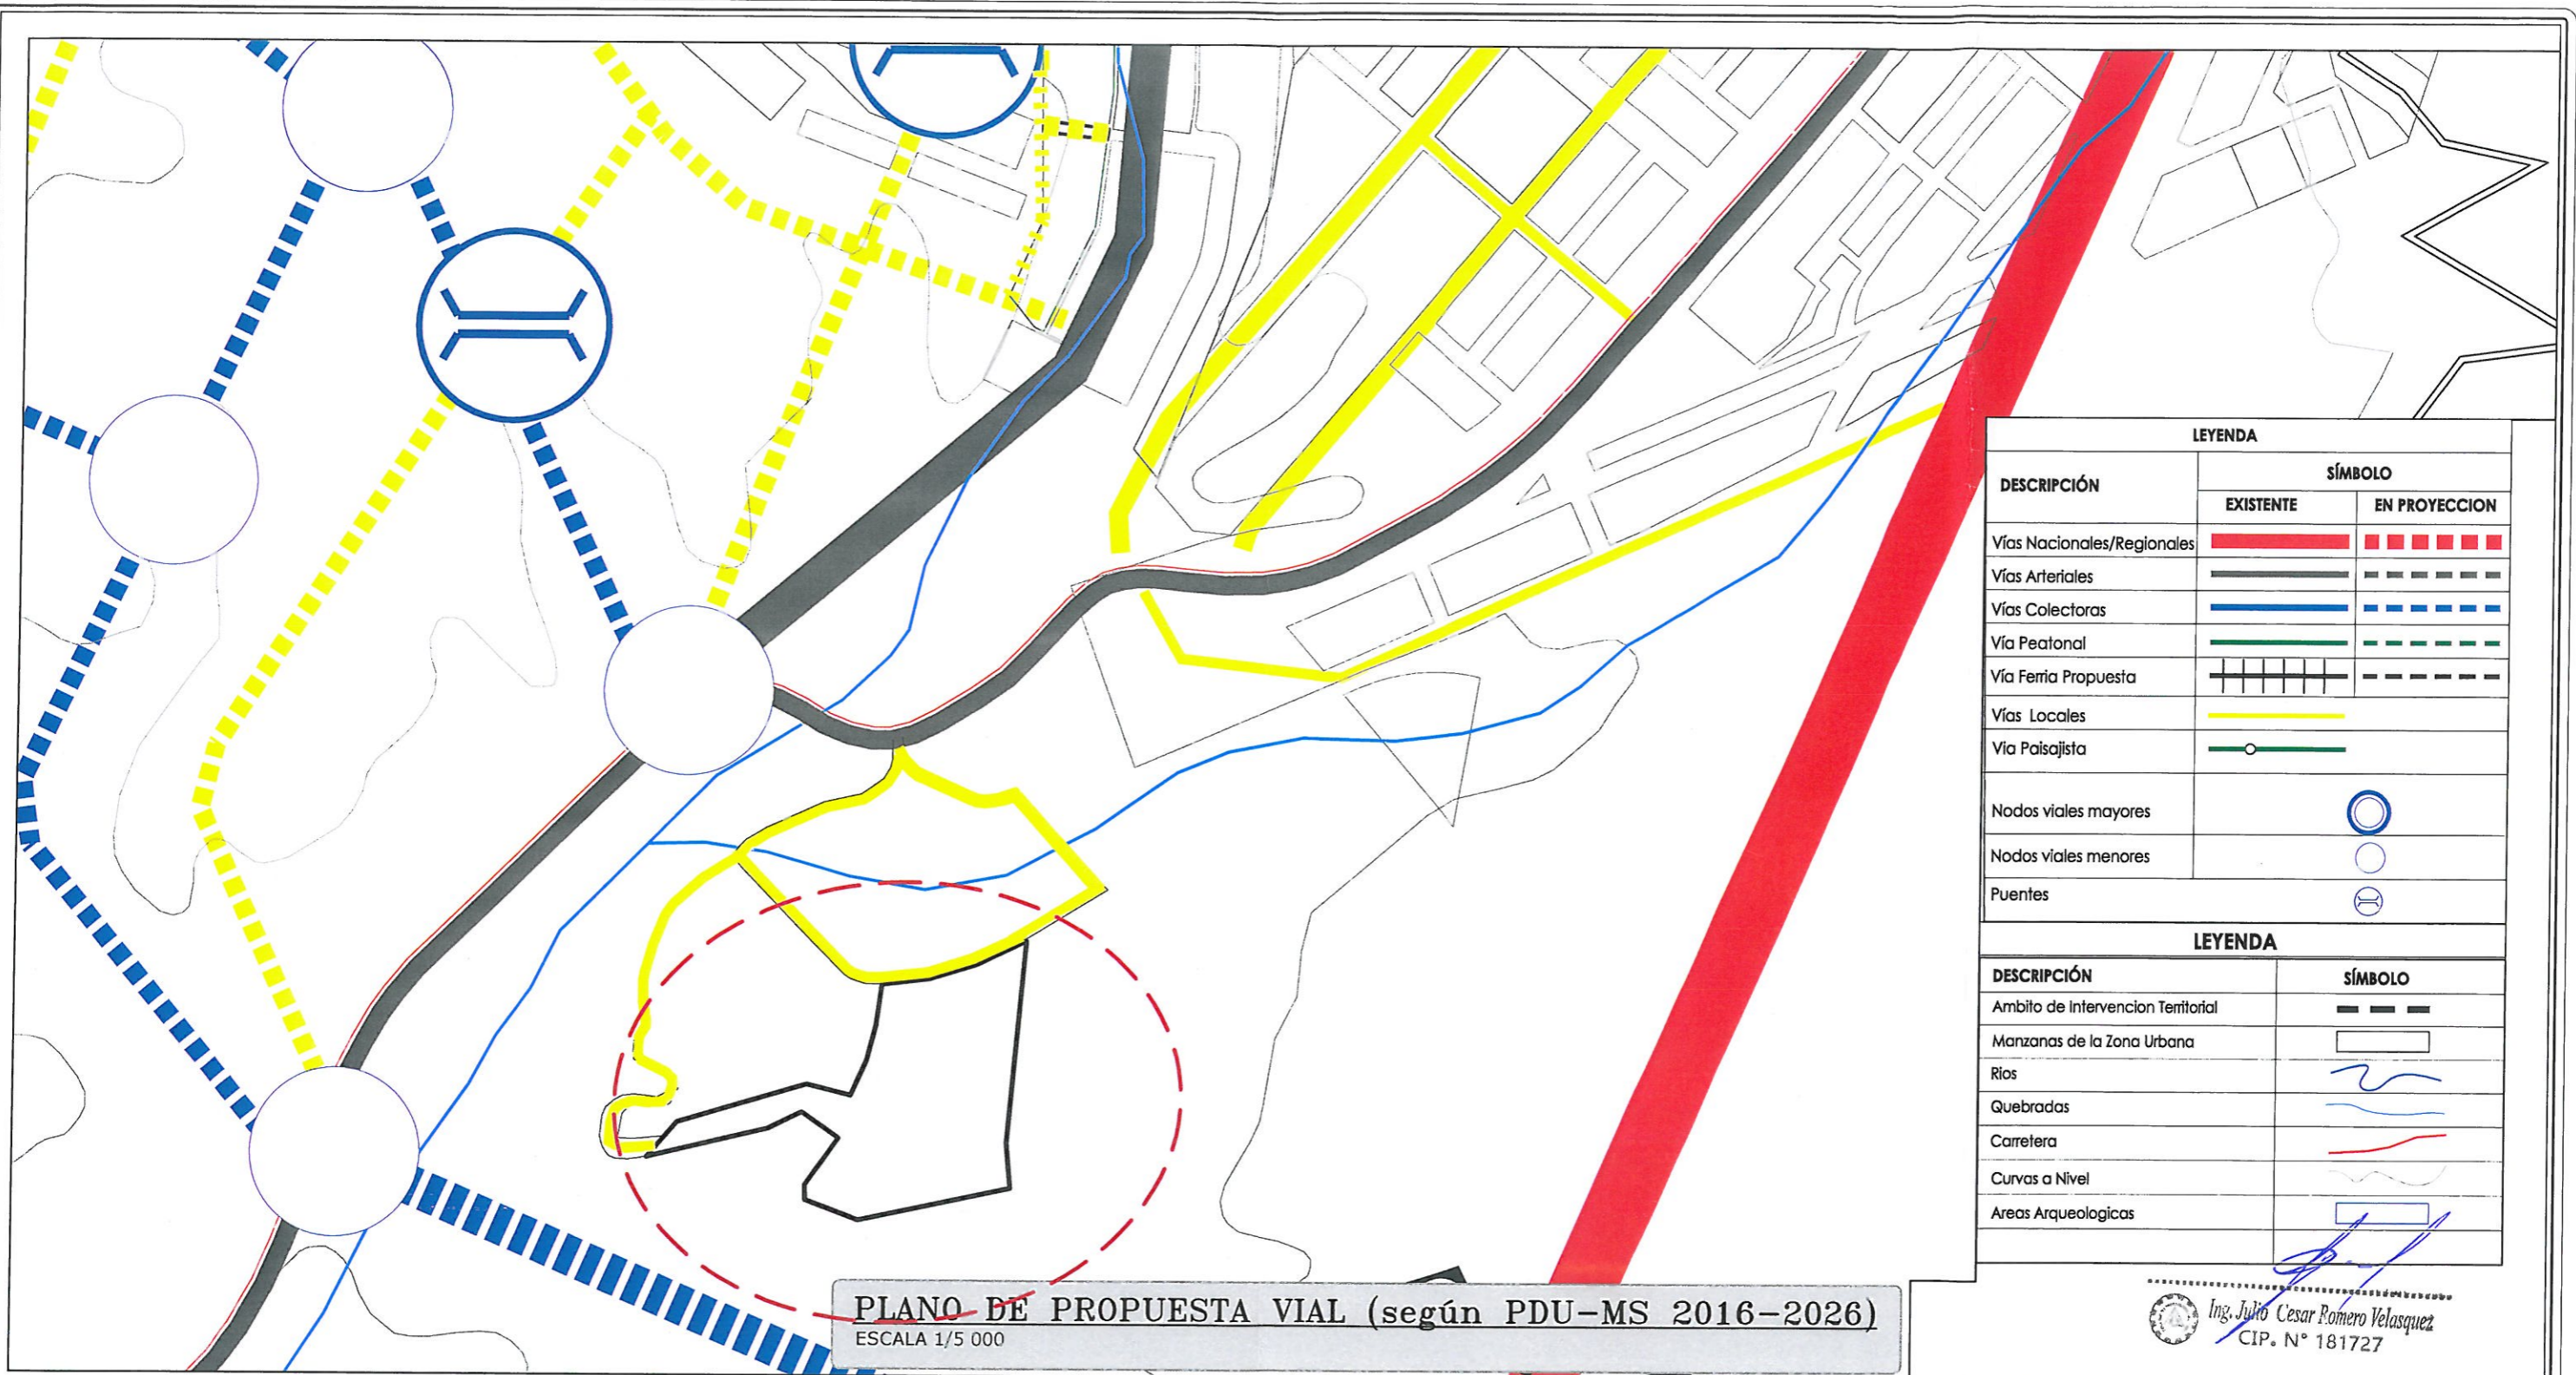 LEYENDA
DESCRIPCIÓN
SÍMBOLO
EXISTENTE
EN PROYECCION
Vías Nacionales/Regionales
Vías Arteriales
Vías Colectoras
Vía Peatonal
Vía Ferria Propuesta
Vías Locales
Via Paisajista
Nodos viales mayores
Nodos viales menores
Puentes
LEYENDA
DESCRIPCIÓN
SÍMBOLO
Ambito de Intervencion Territorial
Manzanas de la Zona Urbana
Rios
Quebradas
Carretera
Curvas a Nivel
Areas Arqueologicas
PLANO DE PROPUESTA VIAL (según PDU-MS 2016-2026)
ESCALA 1/5 000
Ing. Julio Cesar Romero Velasquez
CIP. N° 181727